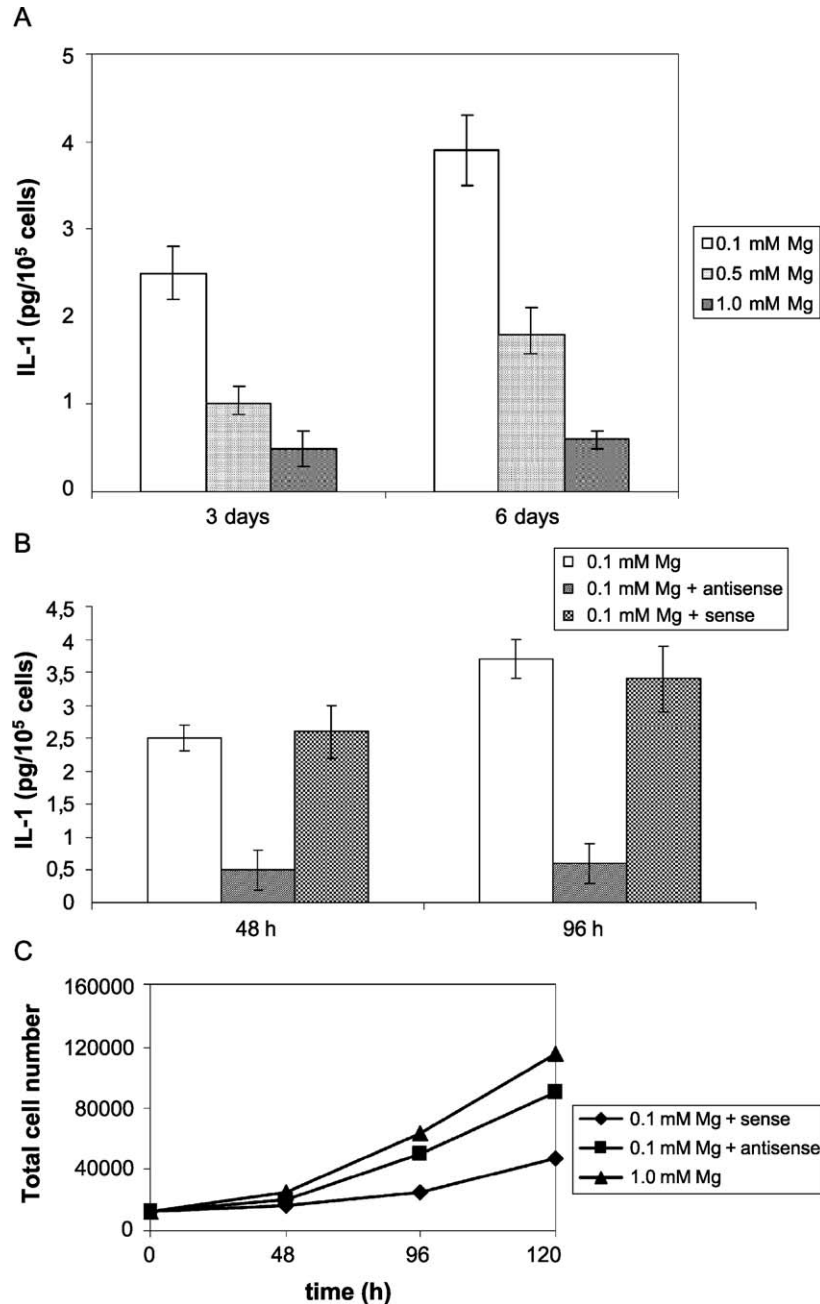 A
5
4
3
2
1
0
IL-1 (pg/10⁵ cells)
3 days
6 days
0.1 mM Mg
0.5 mM Mg
1.0 mM Mg
B
4,5
4
3,5
3
2,5
2
1,5
1
0,5
0
IL-1 (pg/10⁵ cells)
48 h
96 h
0.1 mM Mg
0.1 mM Mg + antisense
0.1 mM Mg + sense
C
160000
120000
80000
40000
0
Total cell number
0
48
96
120
time (h)
0.1 mM Mg + sense
0.1 mM Mg + antisense
1.0 mM Mg